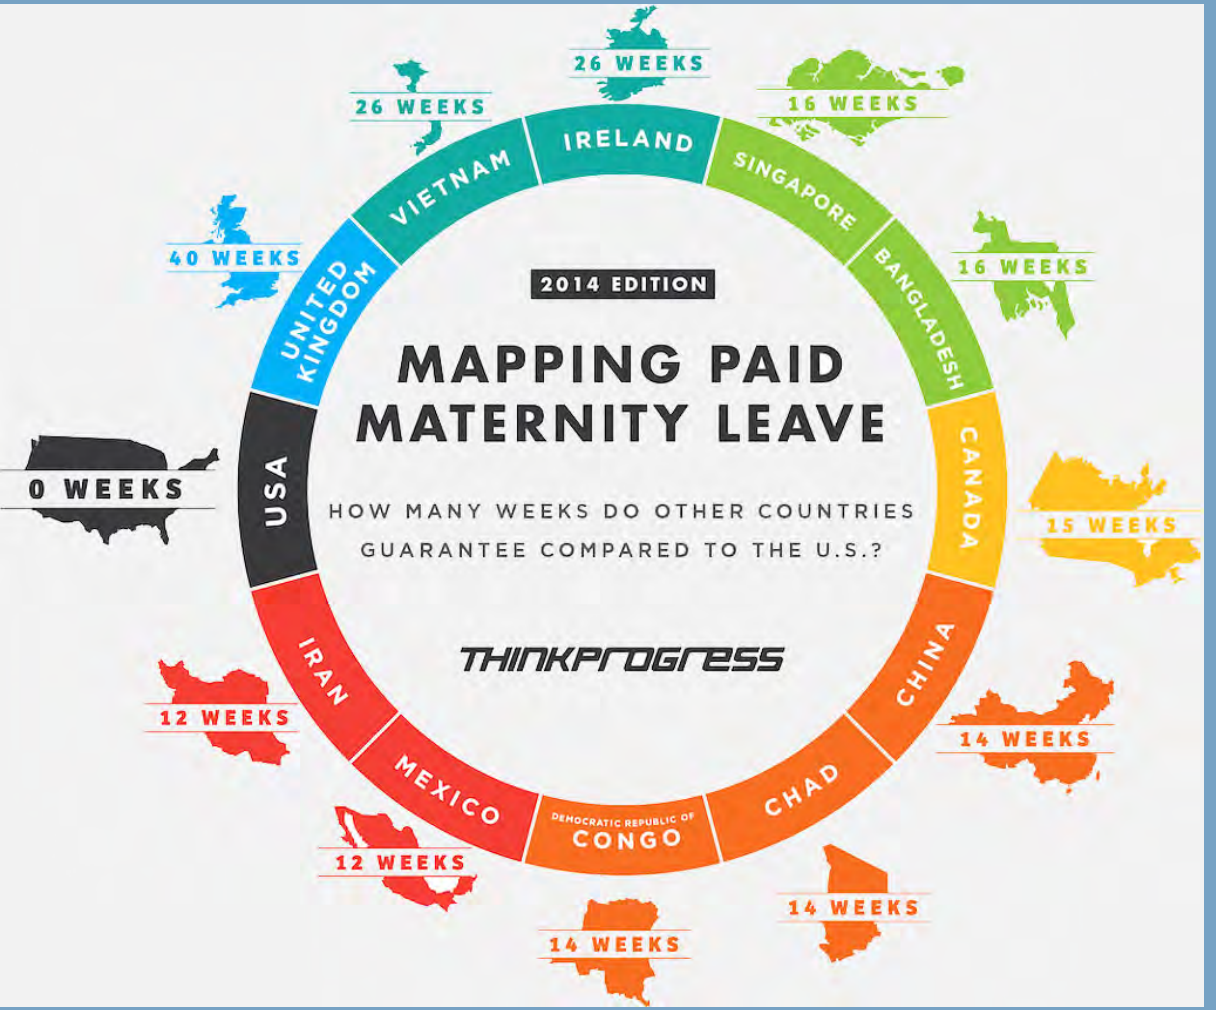 2014 EDITION
MAPPING PAID
MATERNITY LEAVE
HOW MANY WEEKS DO OTHER COUNTRIES
GUARANTEE COMPARED TO THE U.S.?
THINKPROGRESS
26 WEEKS
IRELAND
16 WEEKS
SINGAPORE
16 WEEKS
BANGLADESH
15 WEEKS
CANADA
14 WEEKS
CHINA
14 WEEKS
CHAD
14 WEEKS
DEMOCRATIC REPUBLIC OF
CONGO
12 WEEKS
MEXICO
12 WEEKS
IRAN
0 WEEKS
USA
40 WEEKS
UNITED
KINGDOM
26 WEEKS
VIETNAM